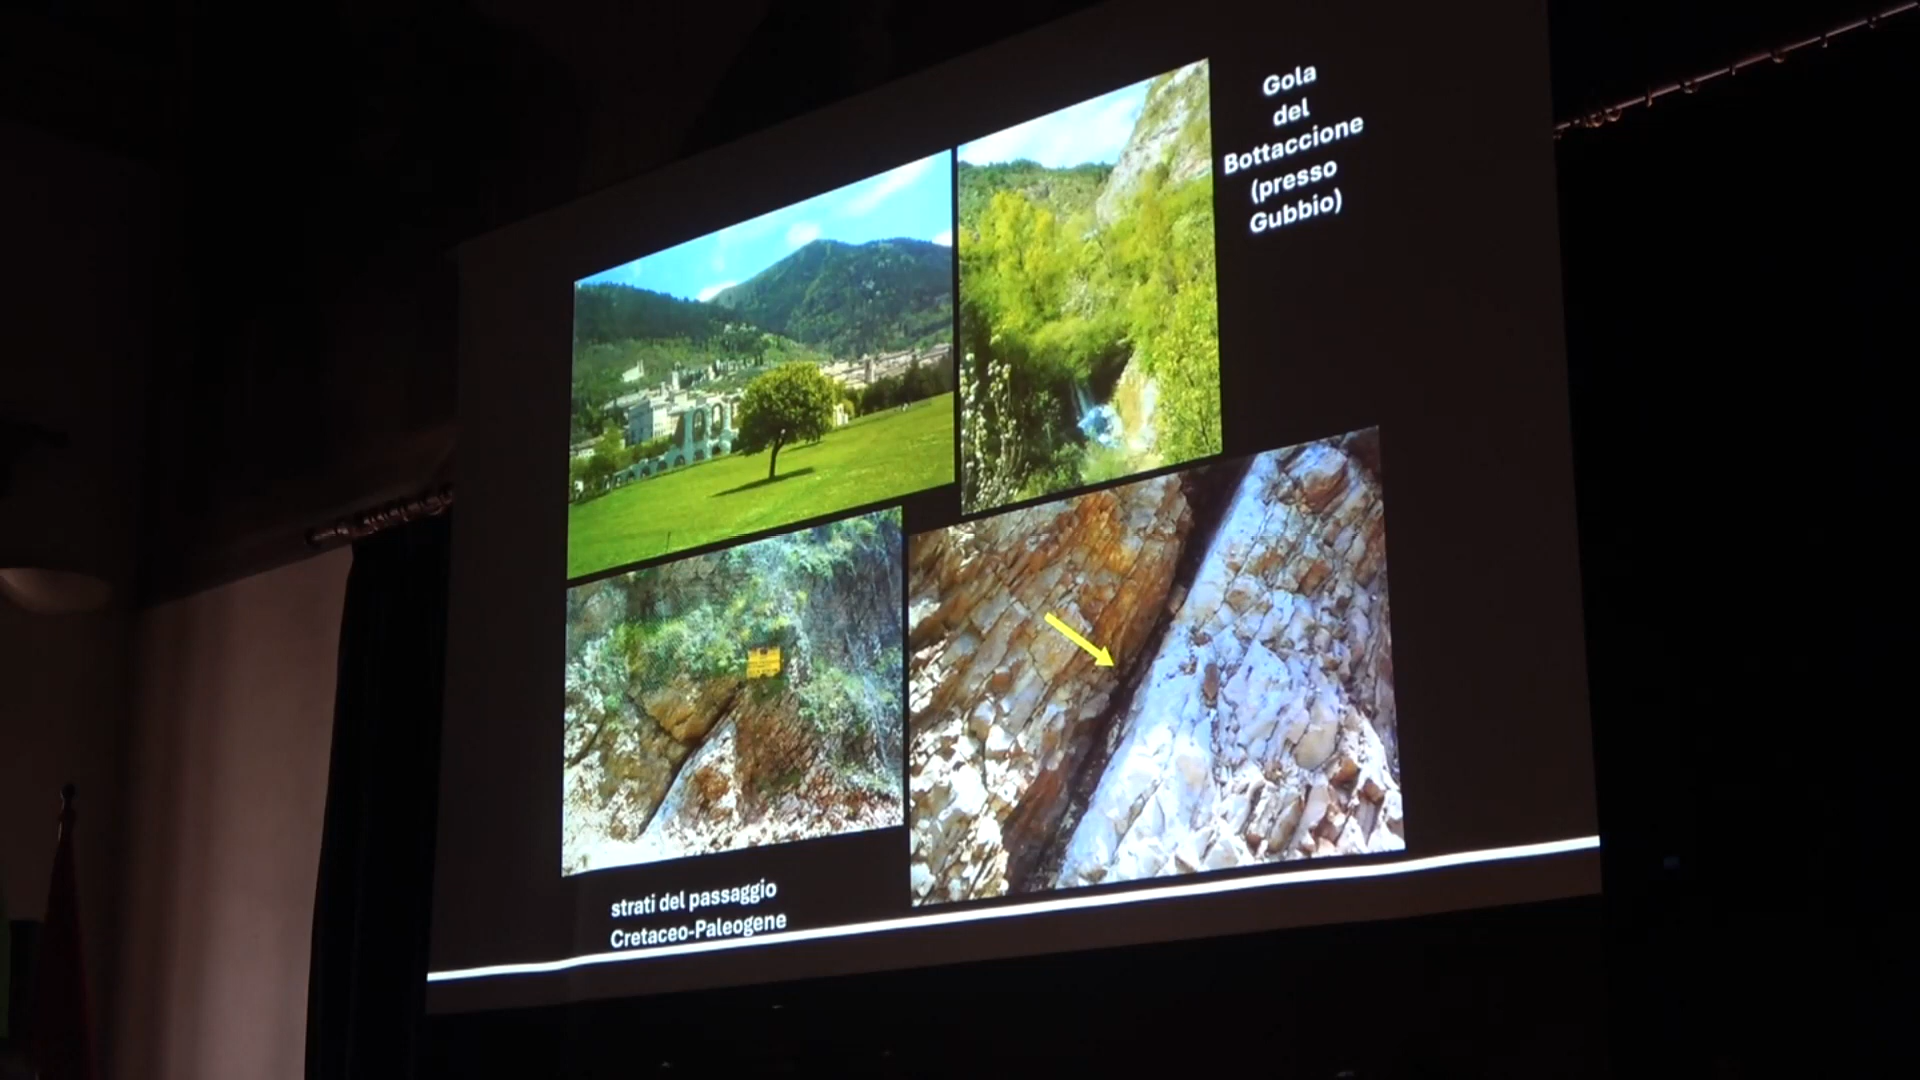 Gola
del
Bottaccione
(presso
Gubbio)
strati del passaggio
Cretaceo-Paleogene